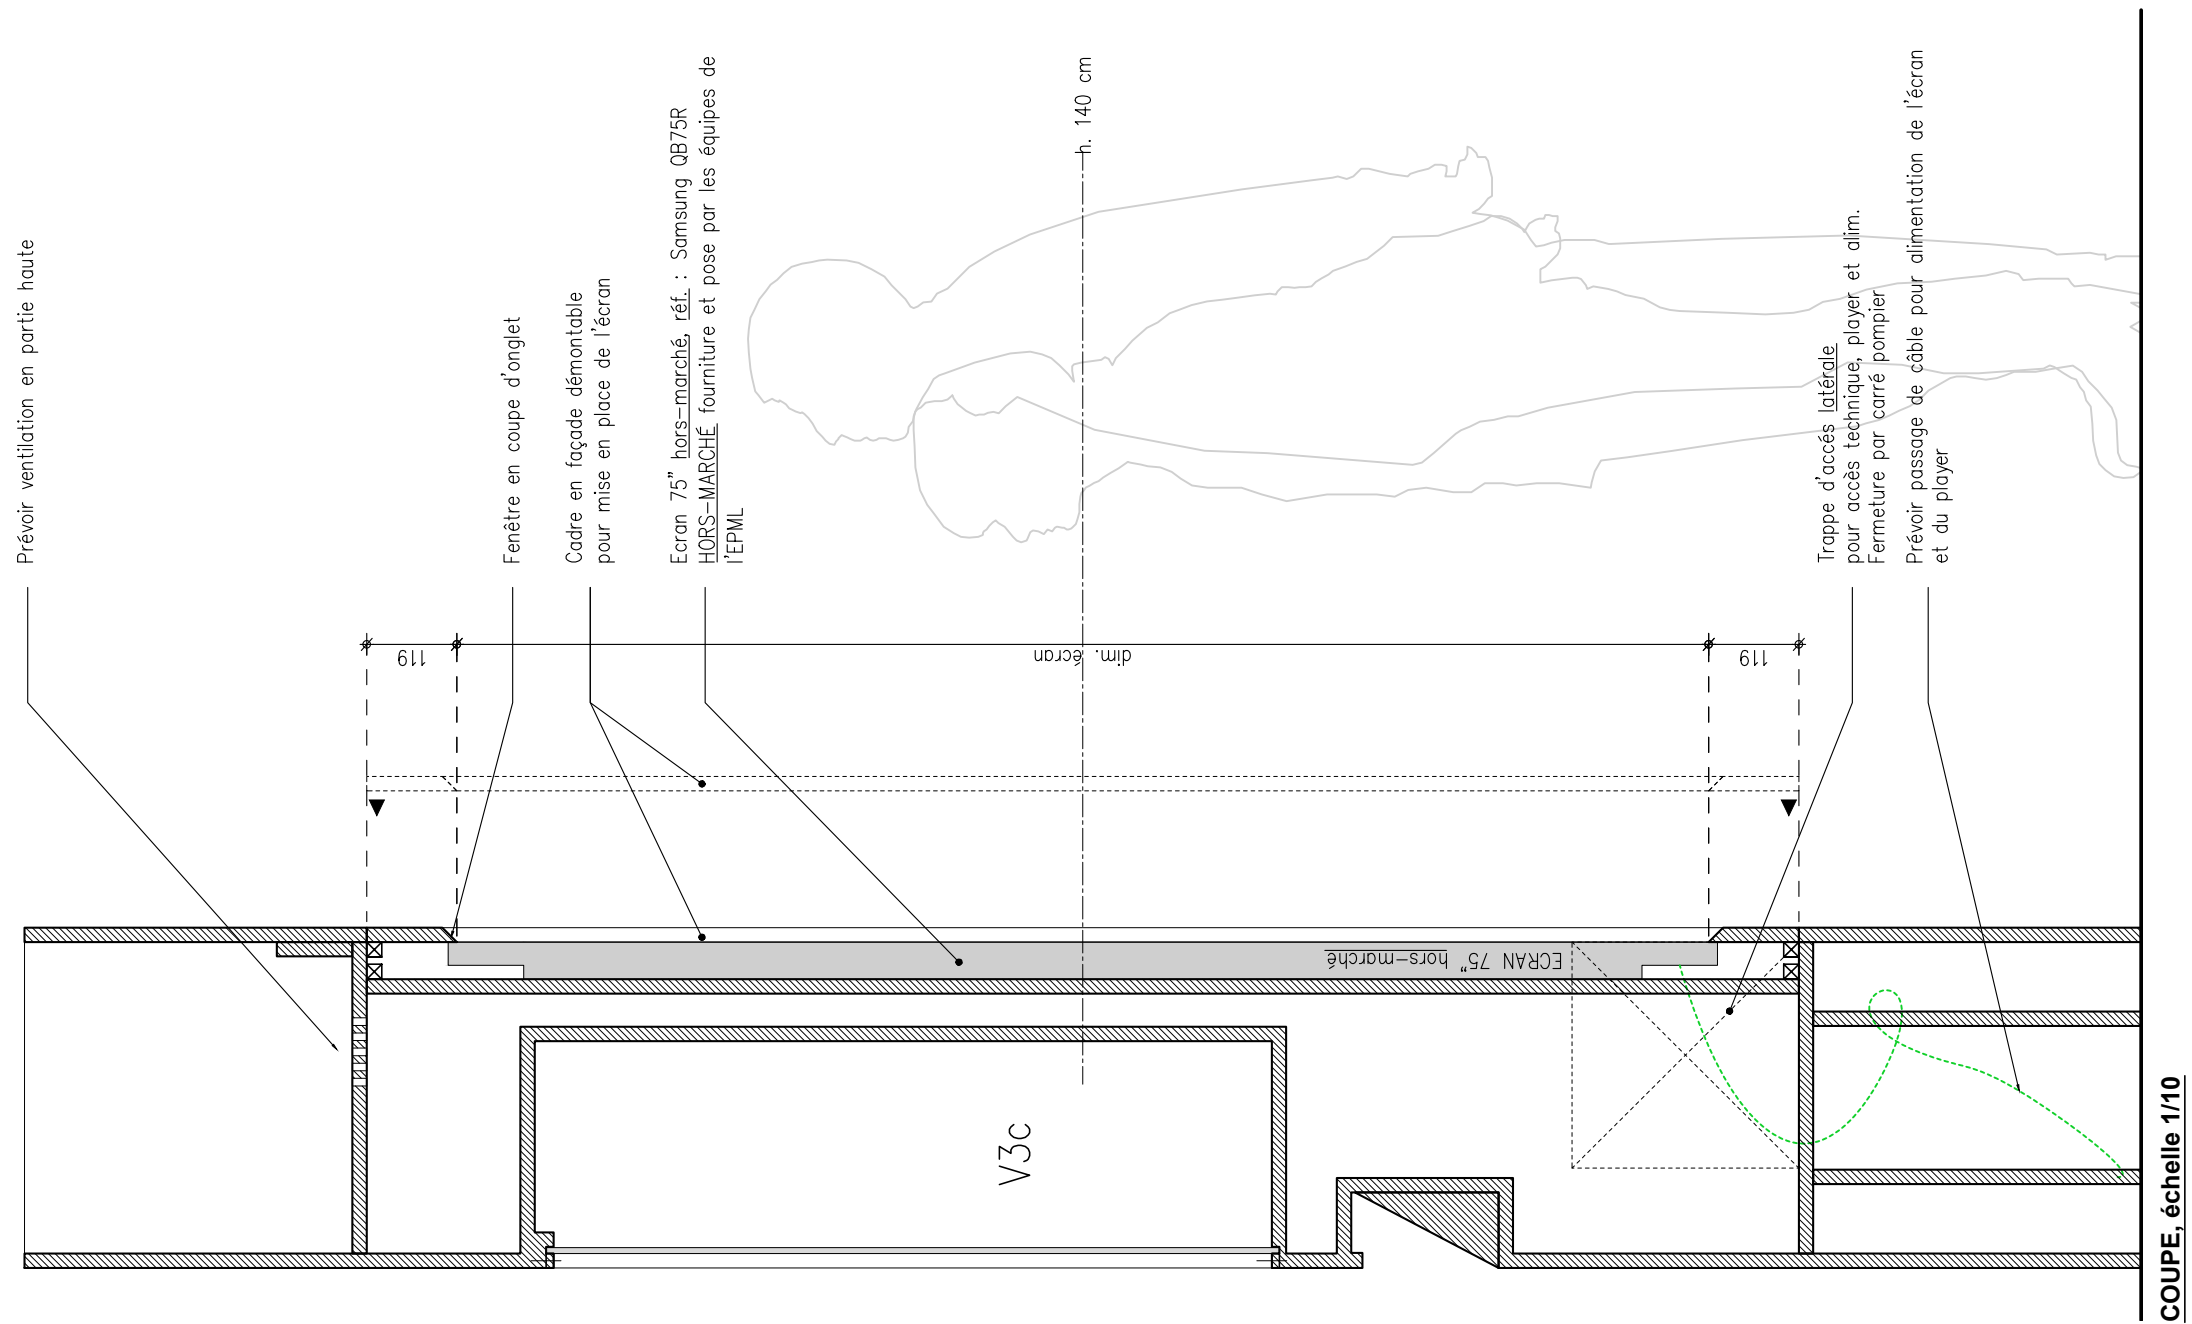 Prévoir ventilation en partie haute
Fenêtre en coupe d'onglet
Cadre en façade démontable
pour mise en place de l'écran
Ecran 75" hors-marché, réf. : Samsung QB75R
HORS-MARCHÉ fourniture et pose par les équipes de
l'EPML
h. 140 cm
Trappe d'accés latérale
pour accès technique, player et alim.
Fermeture par carré pompier
Prévoir passage de câble pour alimentation de l'écran
et du player
119
dim. écran
119
ECRAN 75" hors-marché
V3c
COUPE, échelle 1/10